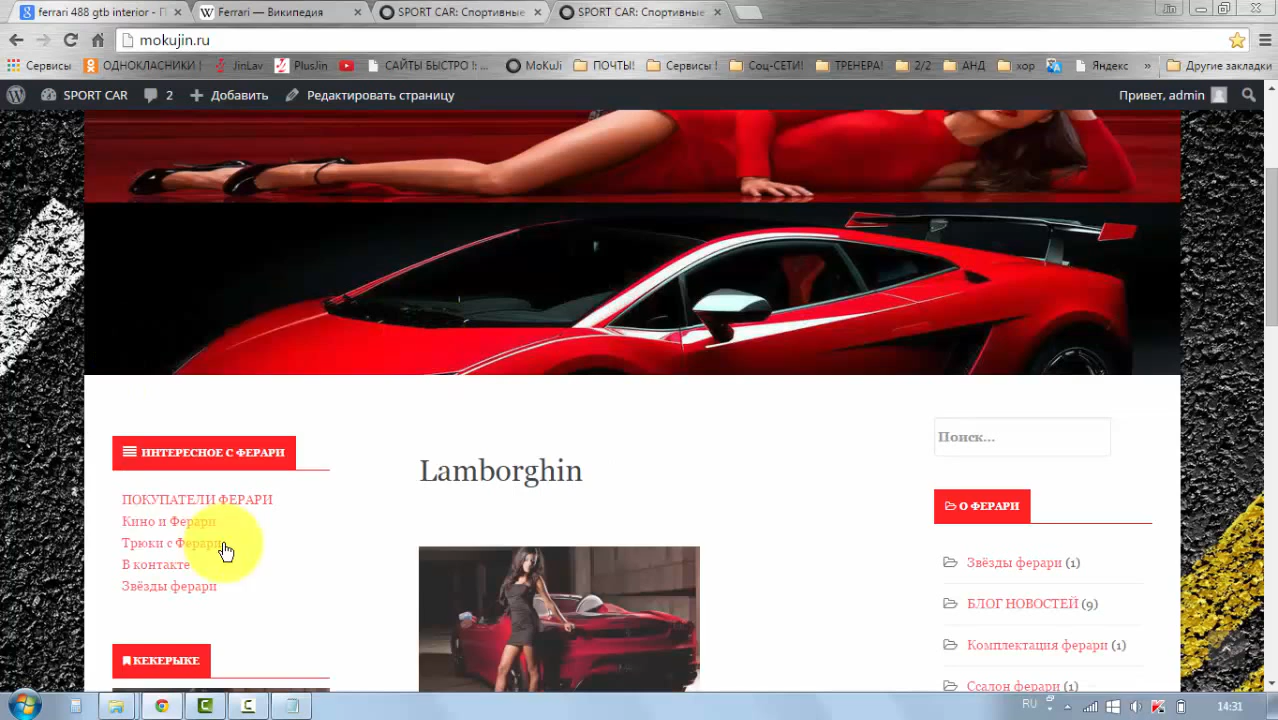 ferrari 488 gtb interior - П
Ferrari — Википедия
SPORT CAR: Спортивные
SPORT CAR: Спортивные
Jin
mokujin.ru
Сервисы
ОДНОКЛАСНИКИ !
JinLav
PlusJin
САЙТЫ БЫСТРО !: ...
MoKuJi
ПОЧТЫ!
Сервисы !
Соц-СЕТИ!
ТРЕНЕРА!
2/2
АНД
хор
Яндекс
»
Другие закладки
SPORT CAR
2
Добавить
Редактировать страницу
Привет, admin
ИНТЕРЕСНОЕ С ФЕРАРИ
ПОКУПАТЕЛИ ФЕРАРИ
Кино и Ферари
Трюки с Ферари
В контакте
Звёзды ферари
КЕКЕРЫКЕ
Lamborghin
Поиск...
О ФЕРАРИ
Звёзды ферари (1)
БЛОГ НОВОСТЕЙ (9)
Комплектация ферари (1)
Ссалон ферари (1)
RU
14:31